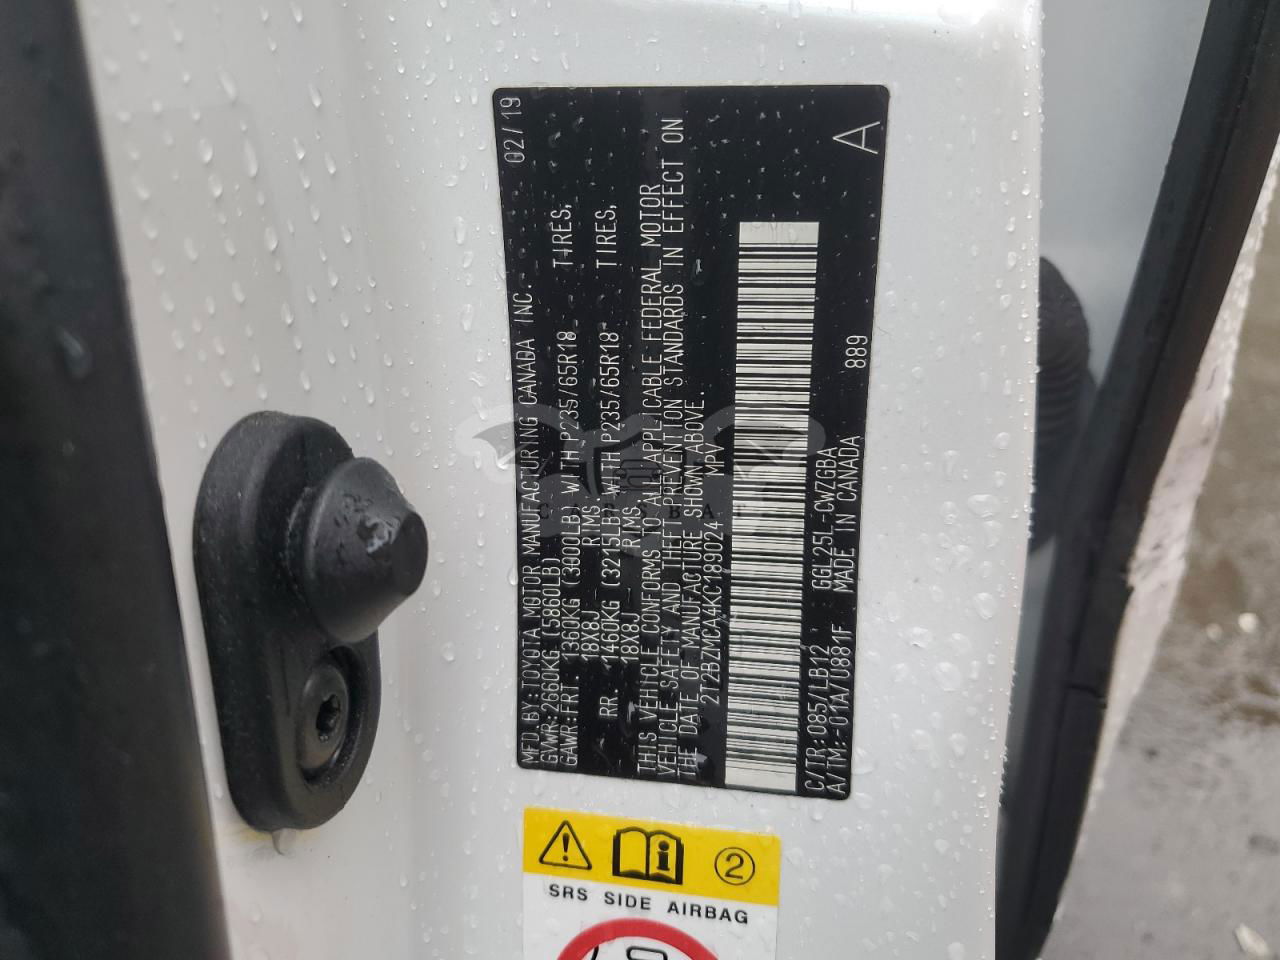 MFD. BY: TOYOTA MOTOR MANUFACTURING CANADA INC. 02/19
GVWR: 2660KG (5860LB)
GAWR: FRT. 1360KG (3000LB) WITH P235/65R18 TIRES,
18X8J RIMS
RR. 1460KG (3215LB) WITH P235/65R18 TIRES,
18X8J RIMS
THIS VEHICLE CONFORMS TO ALL APPLICABLE FEDERAL MOTOR
VEHICLE SAFETY AND THEFT PREVENTION STANDARDS IN EFFECT ON
THE DATE OF MANUFACTURE SHOWN ABOVE.
2T2BZMCA4KC189024 MPV
A
C/TR: 085/LB12 GGL25L-CWZGBA
A/TM: -01A/U881F MADE IN CANADA 889
2
SRS SIDE AIRBAG